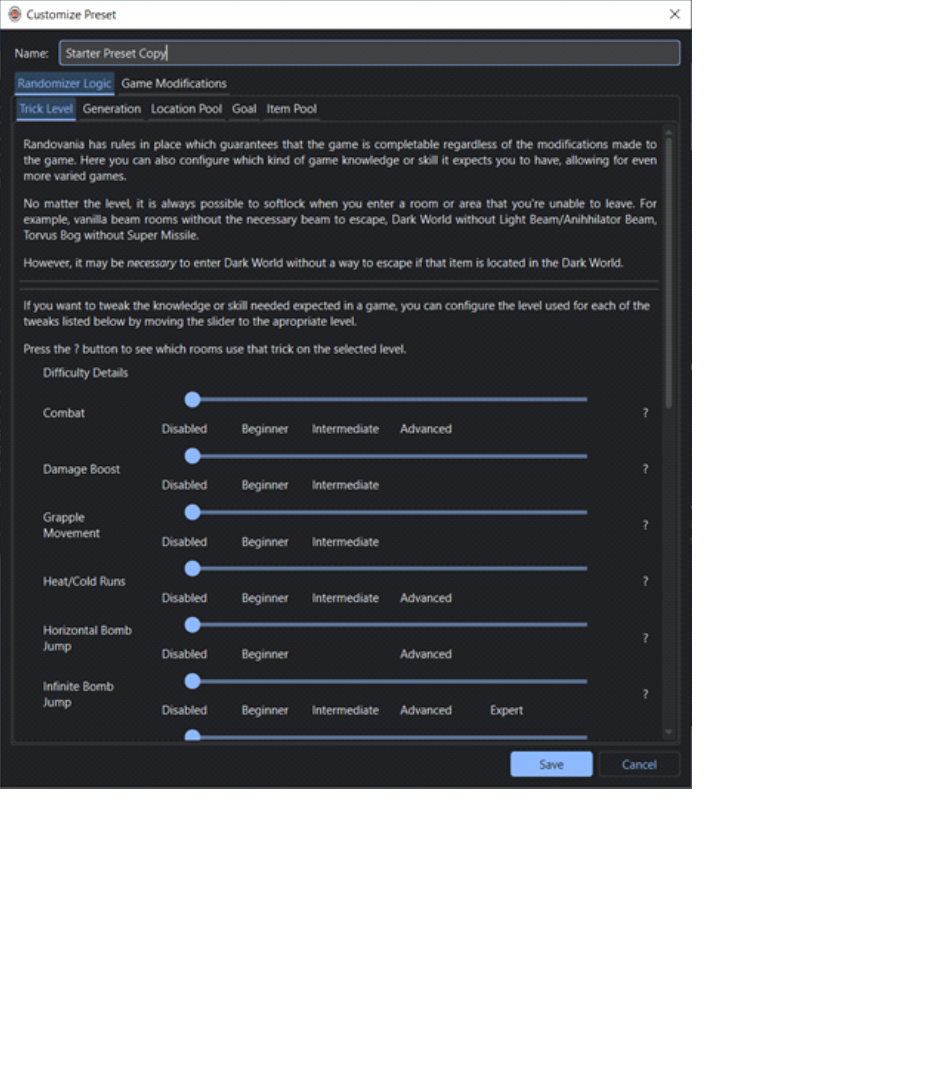 Customize Preset
Name: Starter Preset Copy
Randomizer Logic Game Modifications
Trick Level Generation Location Pool Goal Item Pool
Randovania has rules in place which guarantees that the game is completable regardless of the modifications made to
the game. Here you can also configure which kind of game knowledge or skill it expects you to have, allowing for even
more varied games.
No matter the level, it is always possible to softlock when you enter a room or area that you're unable to leave. For
example, vanilla beam rooms without the necessary beam to escape, Dark World without Light Beam/Anihhilator Beam,
Torvus Bog without Super Missile.
However, it may be necessary to enter Dark World without a way to escape if that item is located in the Dark World.
If you want to tweak the knowledge or skill needed expected in a game, you can configure the level used for each of the
tweaks listed below by moving the slider to the apropriate level.
Press the ? button to see which rooms use that trick on the selected level.
Difficulty Details
Combat ?
Disabled Beginner Intermediate Advanced
Damage Boost ?
Disabled Beginner Intermediate
Grapple
Movement ?
Disabled Beginner Intermediate
Heat/Cold Runs ?
Disabled Beginner Intermediate Advanced
Horizontal Bomb
Jump ?
Disabled Beginner Advanced
Infinite Bomb
Jump ?
Disabled Beginner Intermediate Advanced Expert
Save Cancel